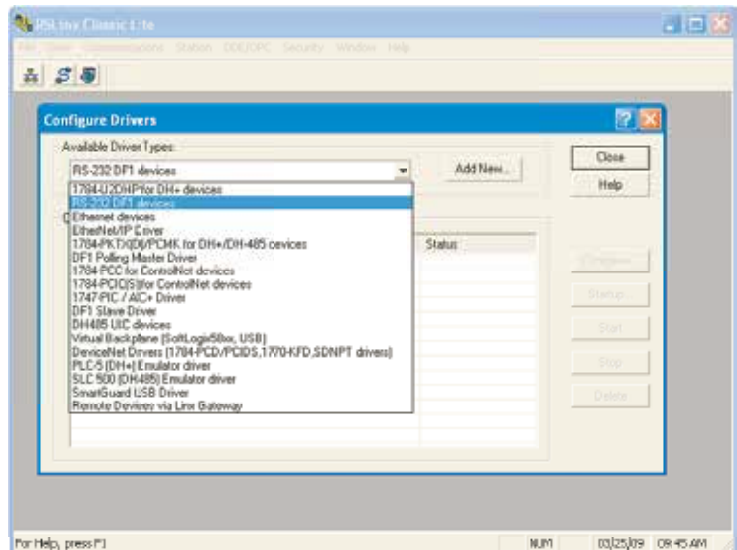 RSLinx Classic Lite
File View Communications Station DDE/OPC Security Window Help
Configure Drivers
Available Driver Types:
RS-232 DF1 devices
Add New...
Close
Help
1784-U2DHP for DH+ devices
RS-232 DF1 devices
Ethernet devices
EtherNet/IP Driver
1784-PKTX(D)/PCMK for DH+/DH-485 devices
DF1 Polling Master Driver
1784-PCC for ControlNet devices
1784-PCIC(S) for ControlNet devices
1747-PIC / AIC+ Driver
DF1 Slave Driver
DH485 UIC devices
Virtual Backplane (SoftLogix58xx, USB)
DeviceNet Drivers (1784-PCD/PCIDS,1770-KFD,SDNPT drivers)
PLC-5 (DH+) Emulator driver
SLC 500 (DH485) Emulator driver
SmartGuard USB Driver
Remote Devices via Linx Gateway
Status
Configure...
Startup...
Start
Stop
Delete
For Help, press F1
NUM
03/25/09
09:45 AM